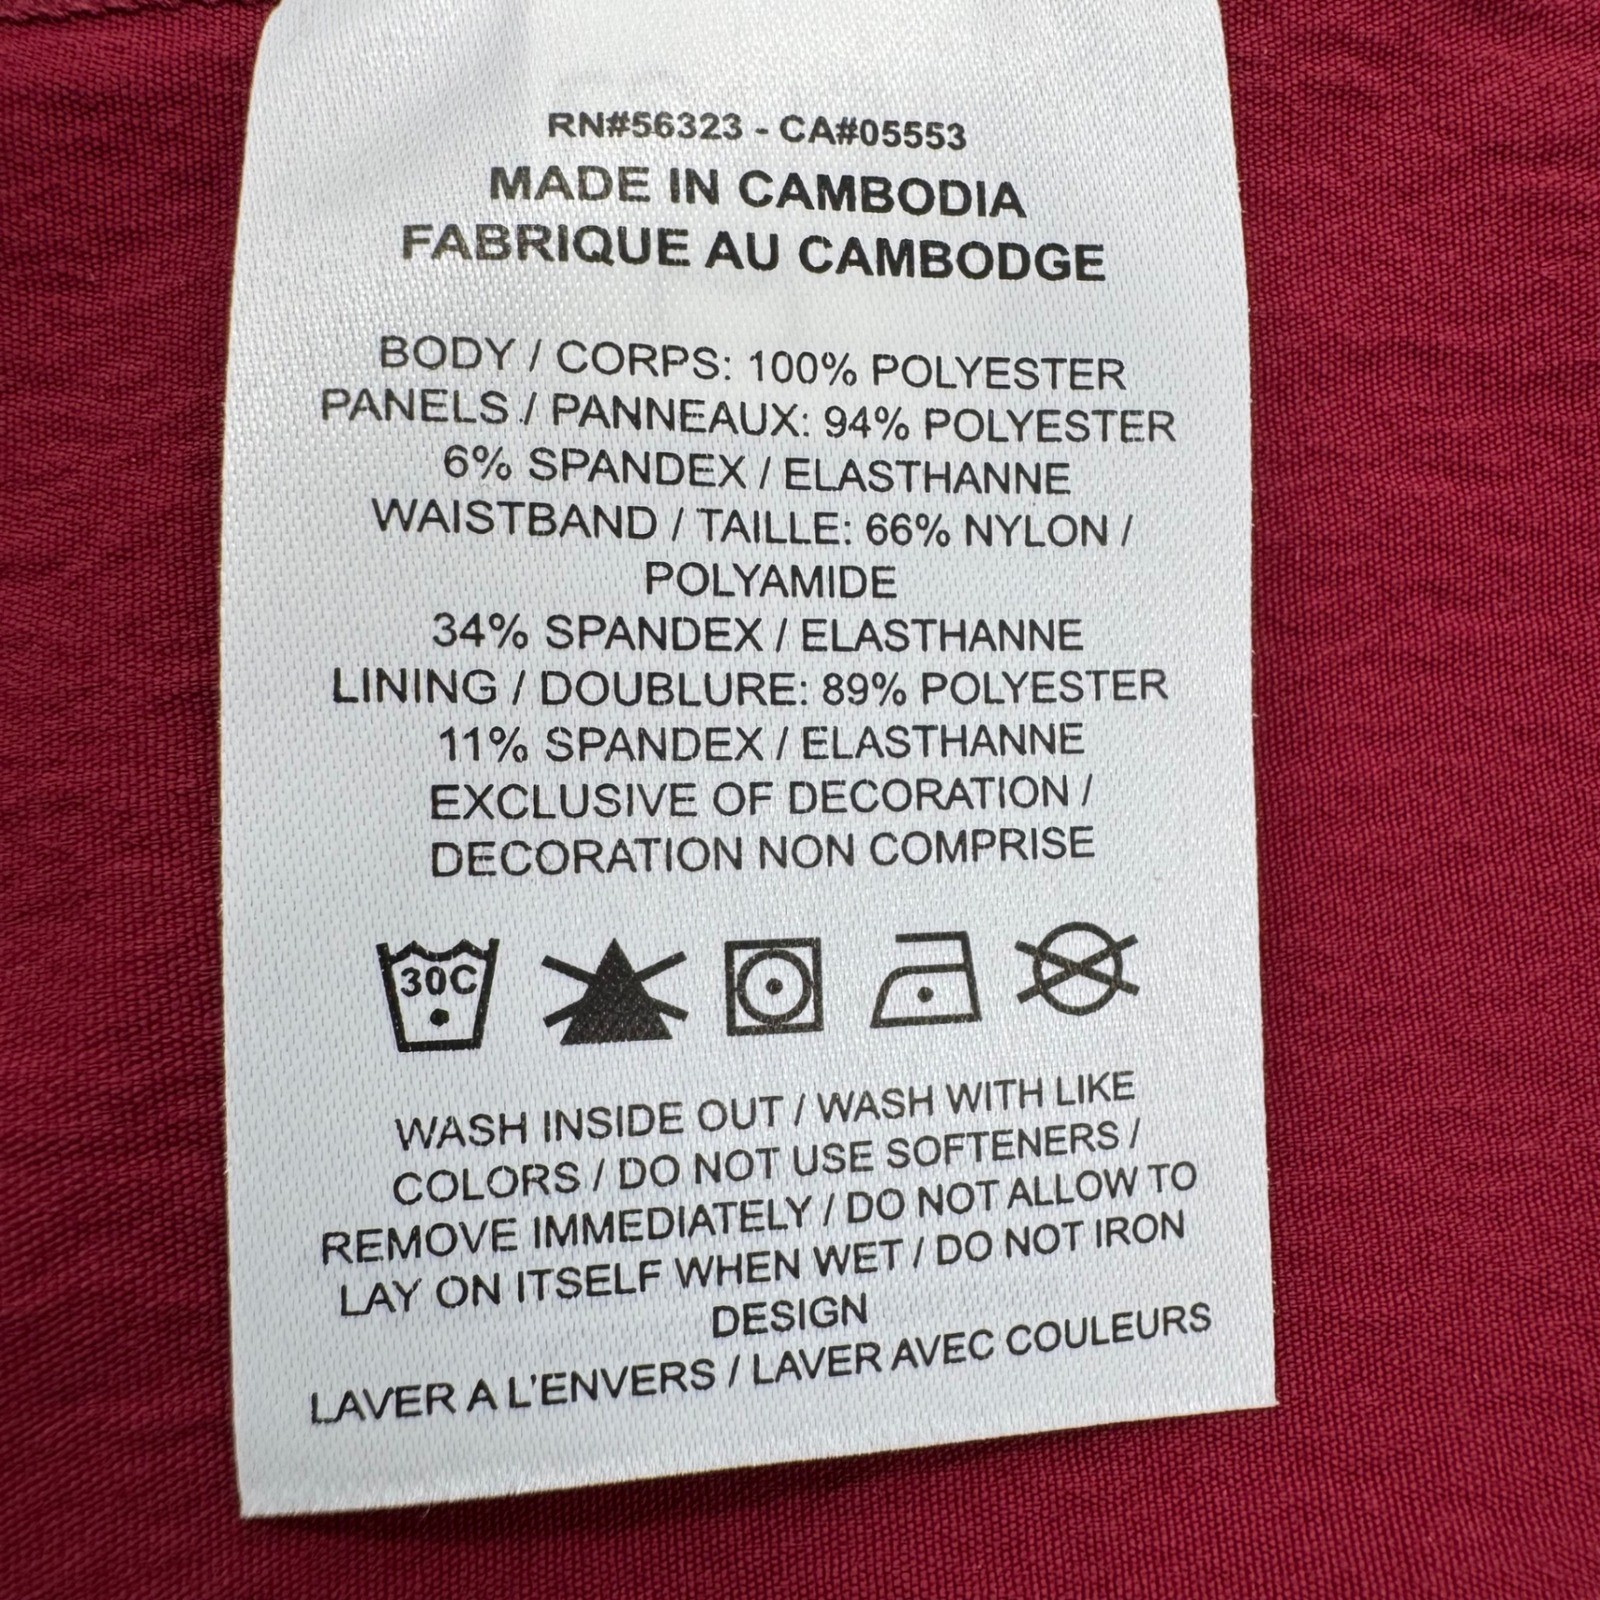 RN#56323 - CA#05553
MADE IN CAMBODIA
FABRIQUE AU CAMBODGE
BODY / CORPS: 100% POLYESTER
PANELS / PANNEAUX: 94% POLYESTER
6% SPANDEX / ELASTHANNE
WAISTBAND / TAILLE: 66% NYLON /
POLYAMIDE
34% SPANDEX / ELASTHANNE
LINING / DOUBLURE: 89% POLYESTER
11% SPANDEX / ELASTHANNE
EXCLUSIVE OF DECORATION /
DECORATION NON COMPRISE
30C
WASH INSIDE OUT / WASH WITH LIKE
COLORS / DO NOT USE SOFTENERS /
REMOVE IMMEDIATELY / DO NOT ALLOW TO
LAY ON ITSELF WHEN WET / DO NOT IRON
DESIGN
LAVER A L'ENVERS / LAVER AVEC COULEURS